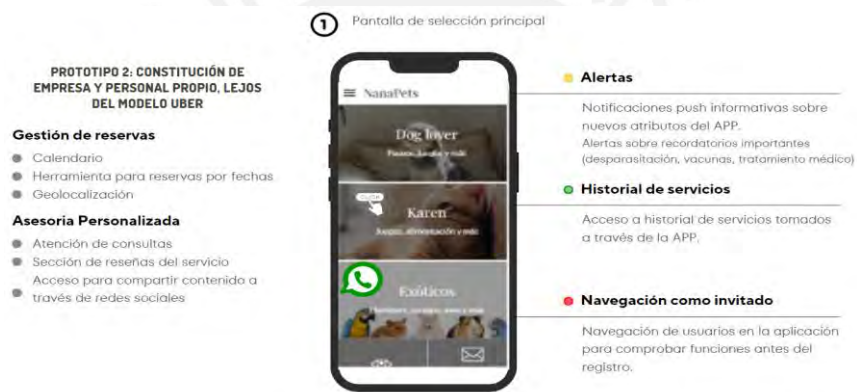 1 Pantalla de selección principal
PROTOTIPO 2: CONSTITUCIÓN DE
EMPRESA Y PERSONAL PROPIO, LEJOS
DEL MODELO UBER
Gestión de reservas
Calendario
Herramienta para reservas por fechas
Geolocalización
Asesoría Personalizada
Atención de consultas
Sección de reseñas del servicio
Acceso para compartir contenido a
través de redes sociales
NanaPets
Dog lover
Paseos, juegos y más
Karen
Juegos, alimentación y más
Exóticos
Alertas
Notificaciones push informativas sobre
nuevos atributos del APP.
Alertas sobre recordatorios importantes
(desparasitación, vacunas, tratamiento médico)
Historial de servicios
Acceso a historial de servicios tomados
a través de la APP.
Navegación como invitado
Navegación de usuarios en la aplicación
para comprobar funciones antes del
registro.